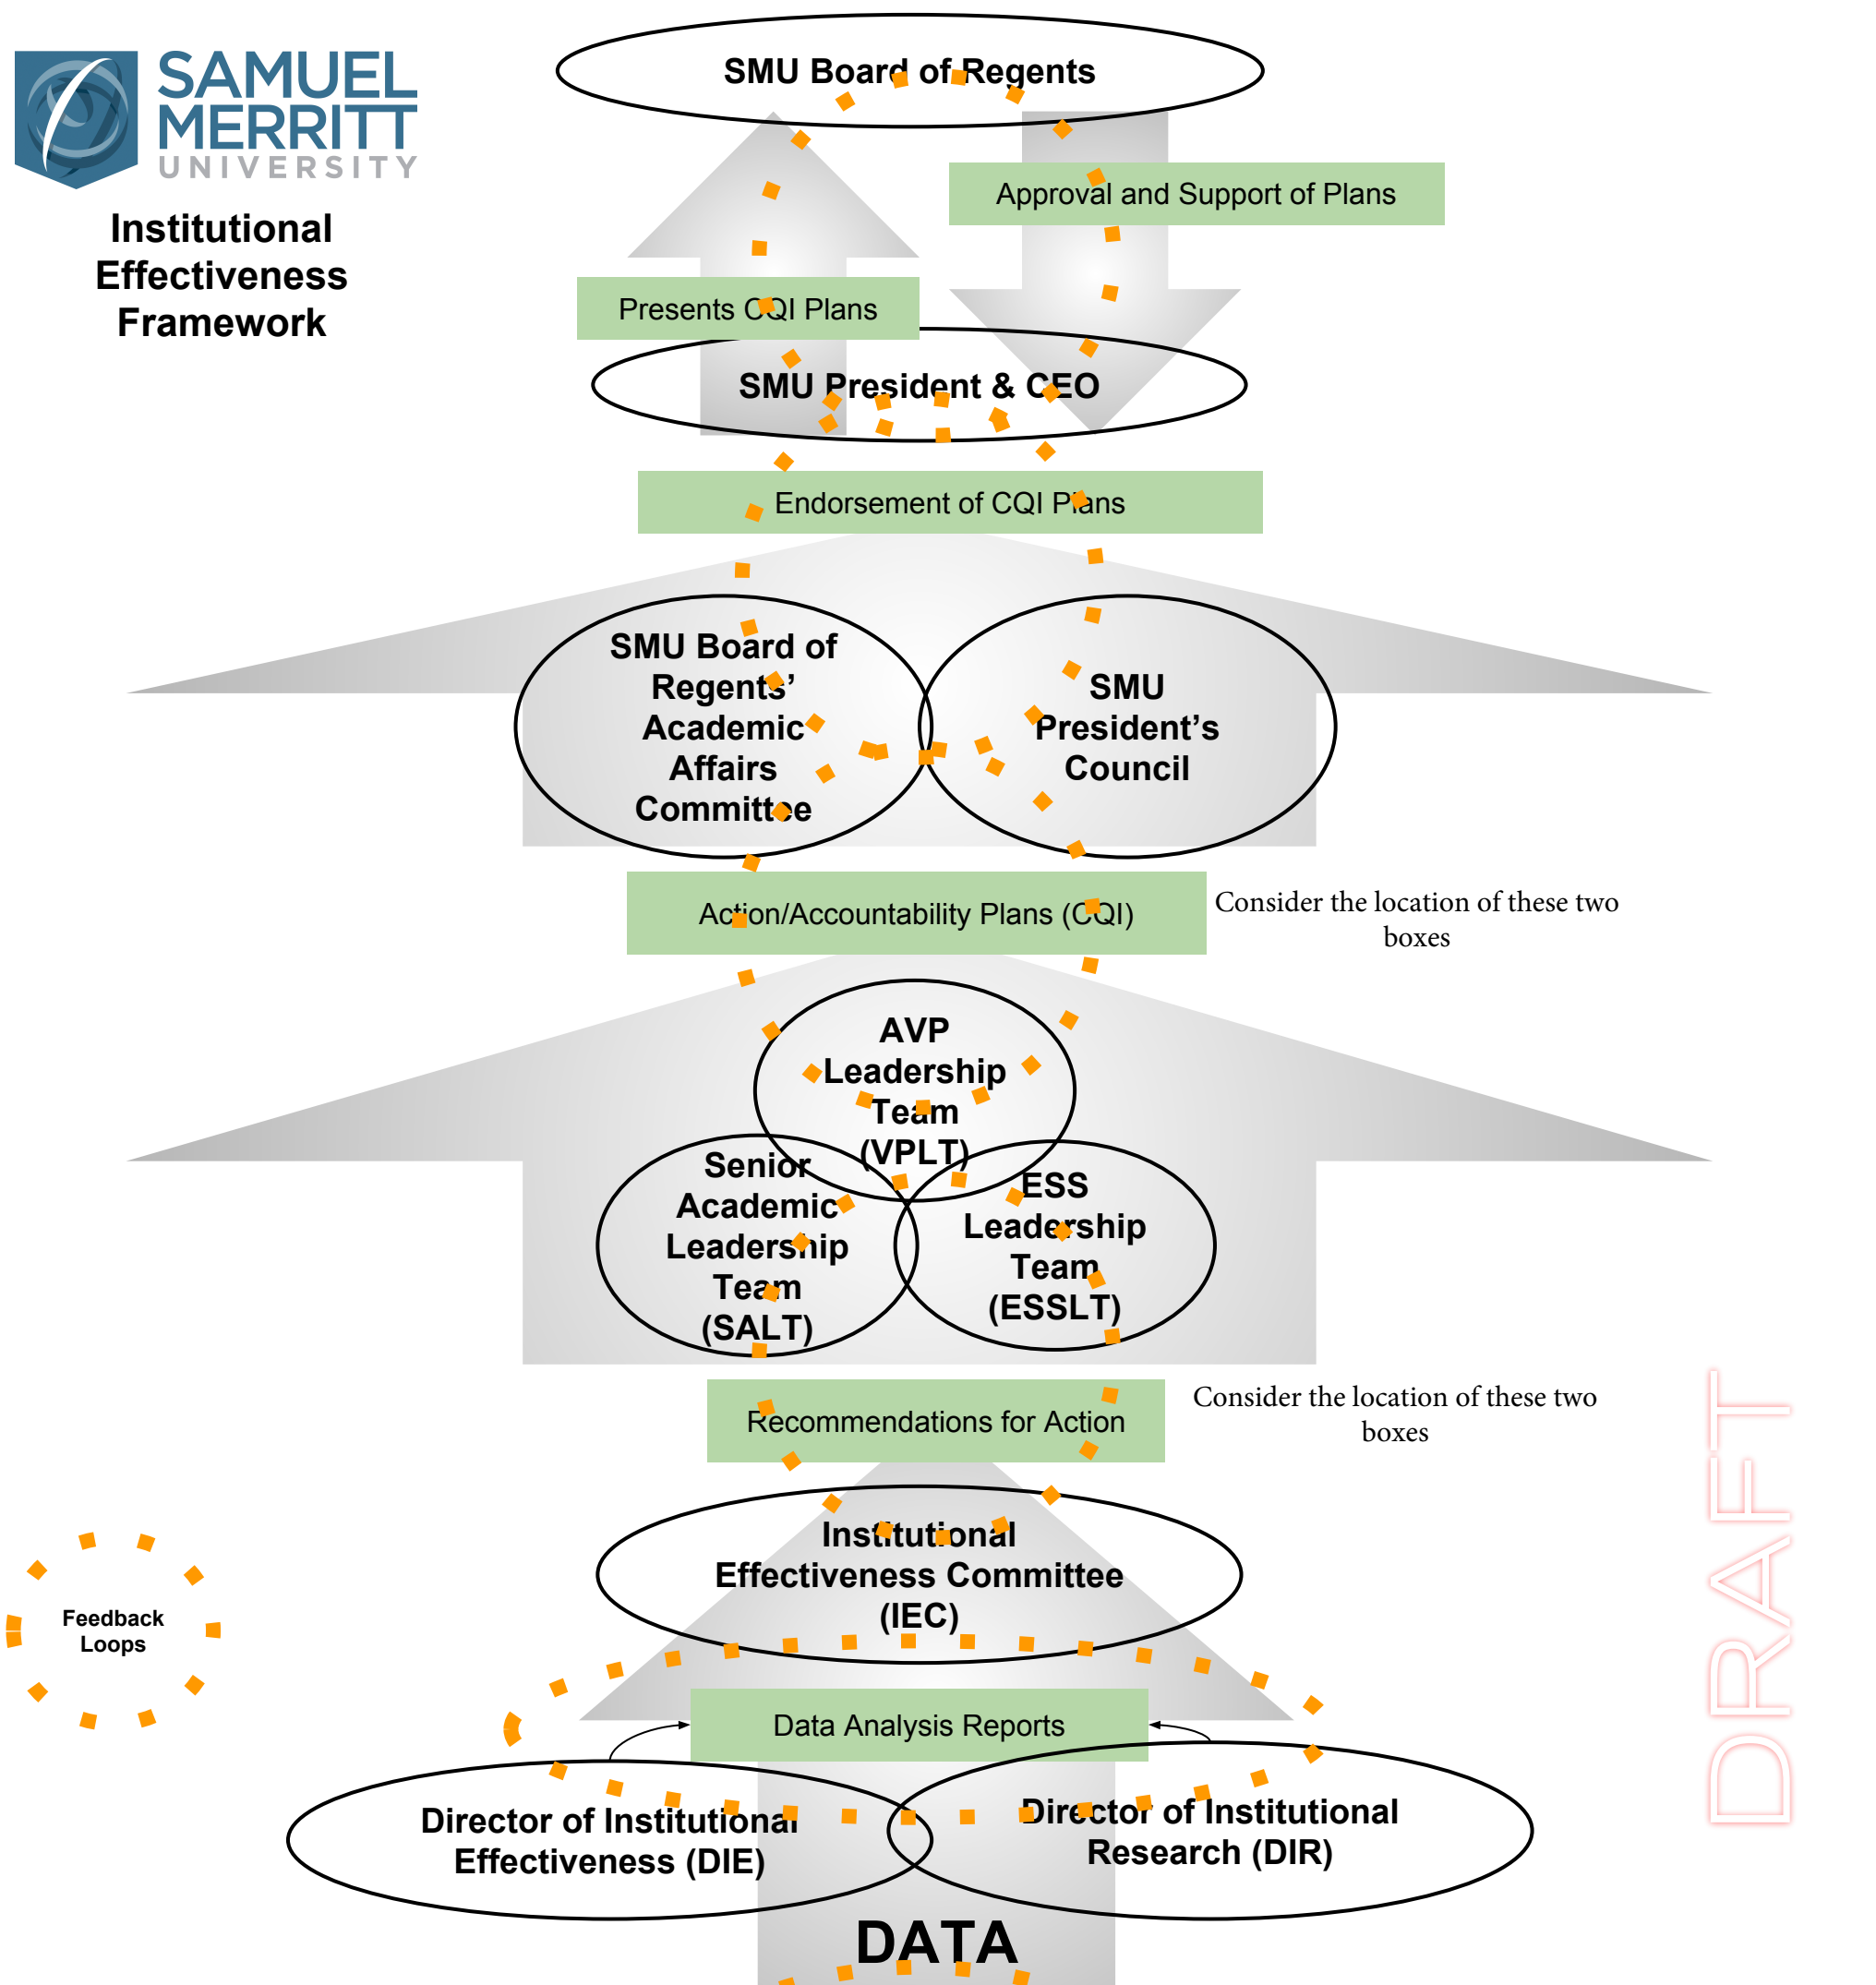 SAMUEL
MERRITT
UNIVERSITY
Institutional
Effectiveness
Framework
SMU Board of Regents
Approval and Support of Plans
Presents CQI Plans
SMU President & CEO
Endorsement of CQI Plans
SMU Board of
Regents’
Academic
Affairs
Committee
SMU
President’s
Council
Action/Accountability Plans (CQI)
Consider the location of these two
boxes
AVP
Leadership
Team
(VPLT)
Senior
Academic
Leadership
Team
(SALT)
ESS
Leadership
Team
(ESSLT)
Recommendations for Action
Consider the location of these two
boxes
Institutional
Effectiveness Committee
(IEC)
Feedback
Loops
Data Analysis Reports
Director of Institutional
Effectiveness (DIE)
Director of Institutional
Research (DIR)
DATA
DRAFT